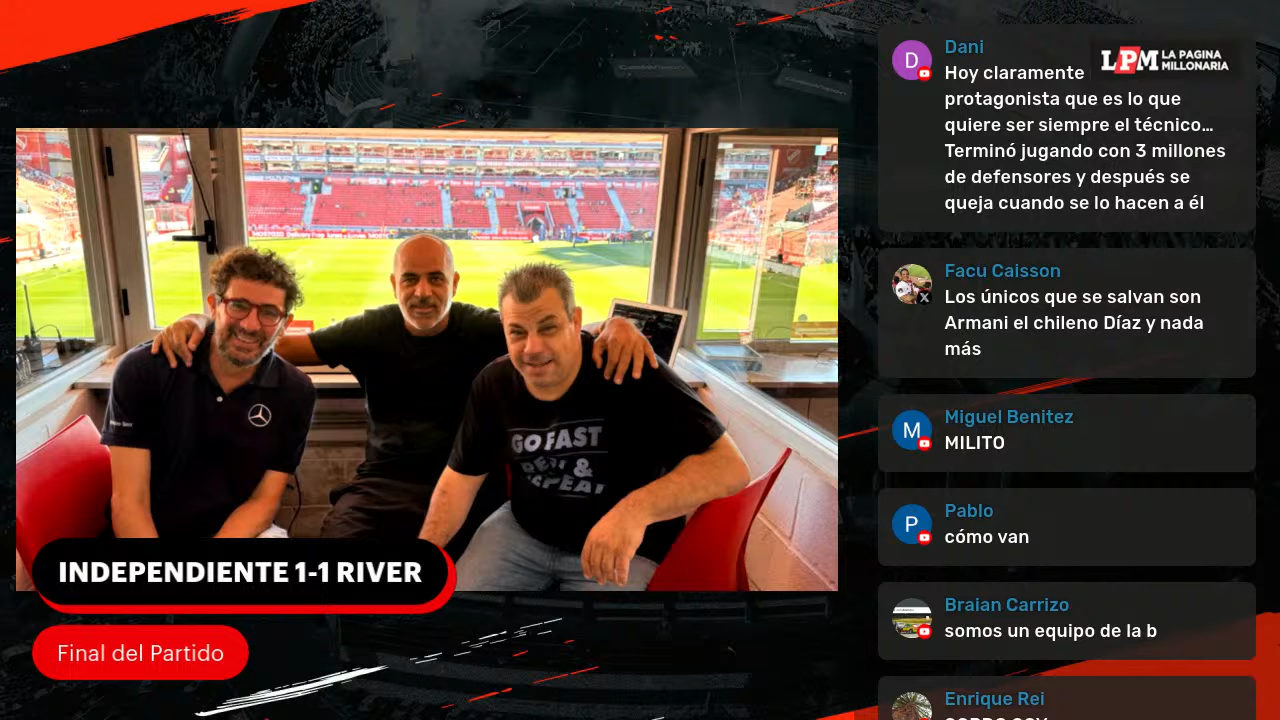 INDEPENDIENTE 1-1 RIVER
Final del Partido
GO FAST
REST &
REPEAT
LPM LA PAGINA
MILLONARIA
D
Dani
Hoy claramente
protagonista que es lo que
quiere ser siempre el técnico...
Terminó jugando con 3 millones
de defensores y después se
queja cuando se lo hacen a él
Facu Caisson
Los únicos que se salvan son
Armani el chileno Díaz y nada
más
M
Miguel Benitez
MILITO
P
Pablo
cómo van
Braian Carrizo
somos un equipo de la b
Enrique Rei